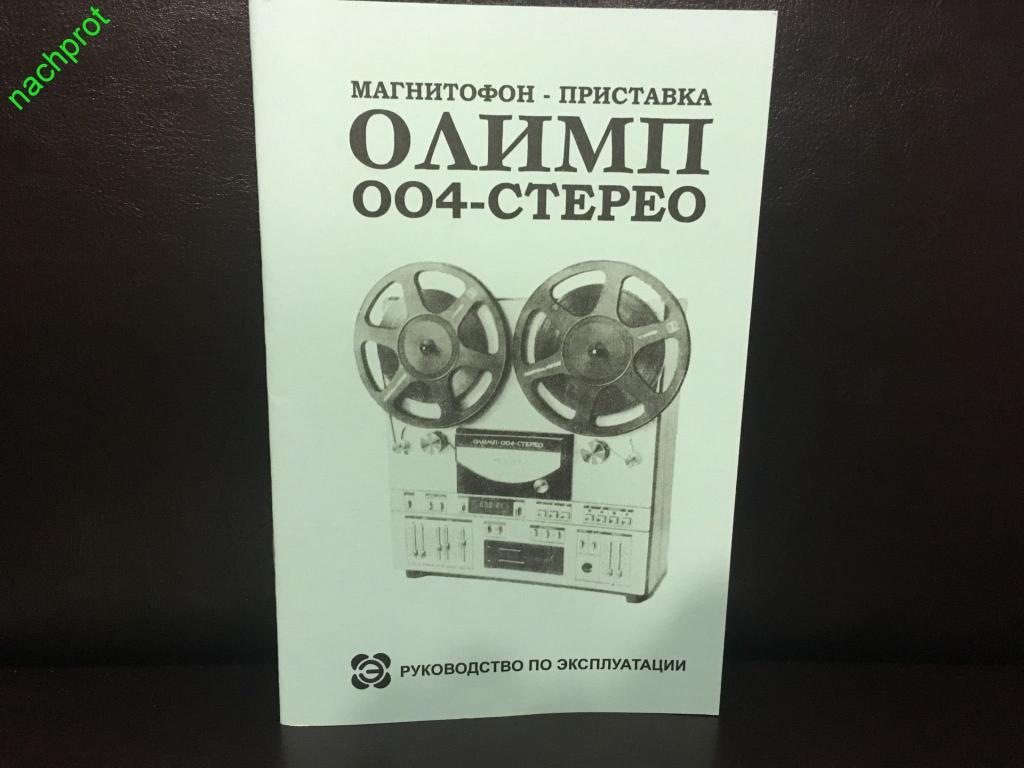 nachprot
МАГНИТОФОН - ПРИСТАВКА
ОЛИМП
004-СТЕРЕО
ОЛИМП-004-СТЕРЕО
Э
РУКОВОДСТВО ПО ЭКСПЛУАТАЦИИ